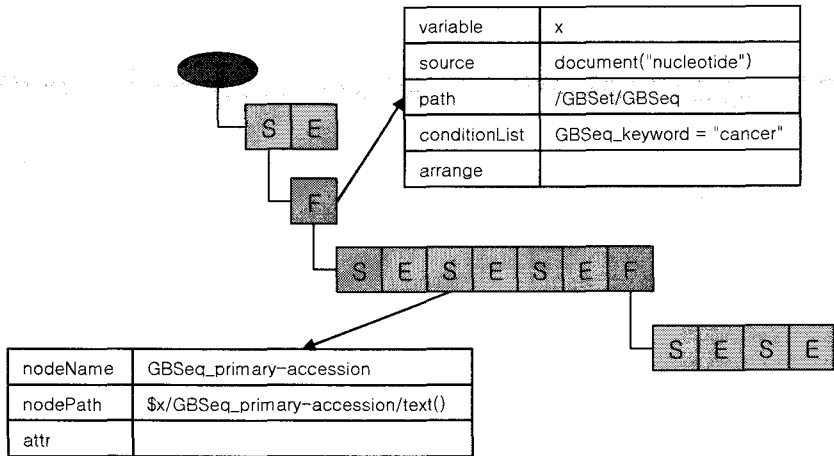 variable x
source document("nucleotide")
path /GBSet/GBSeq
conditionList GBSeq_keyword = "cancer"
arrange
S E
F
S E S E S E F
S E S E
nodeName GBSeq_primary-accession
nodePath $x/GBSeq_primary-accession/text()
attr